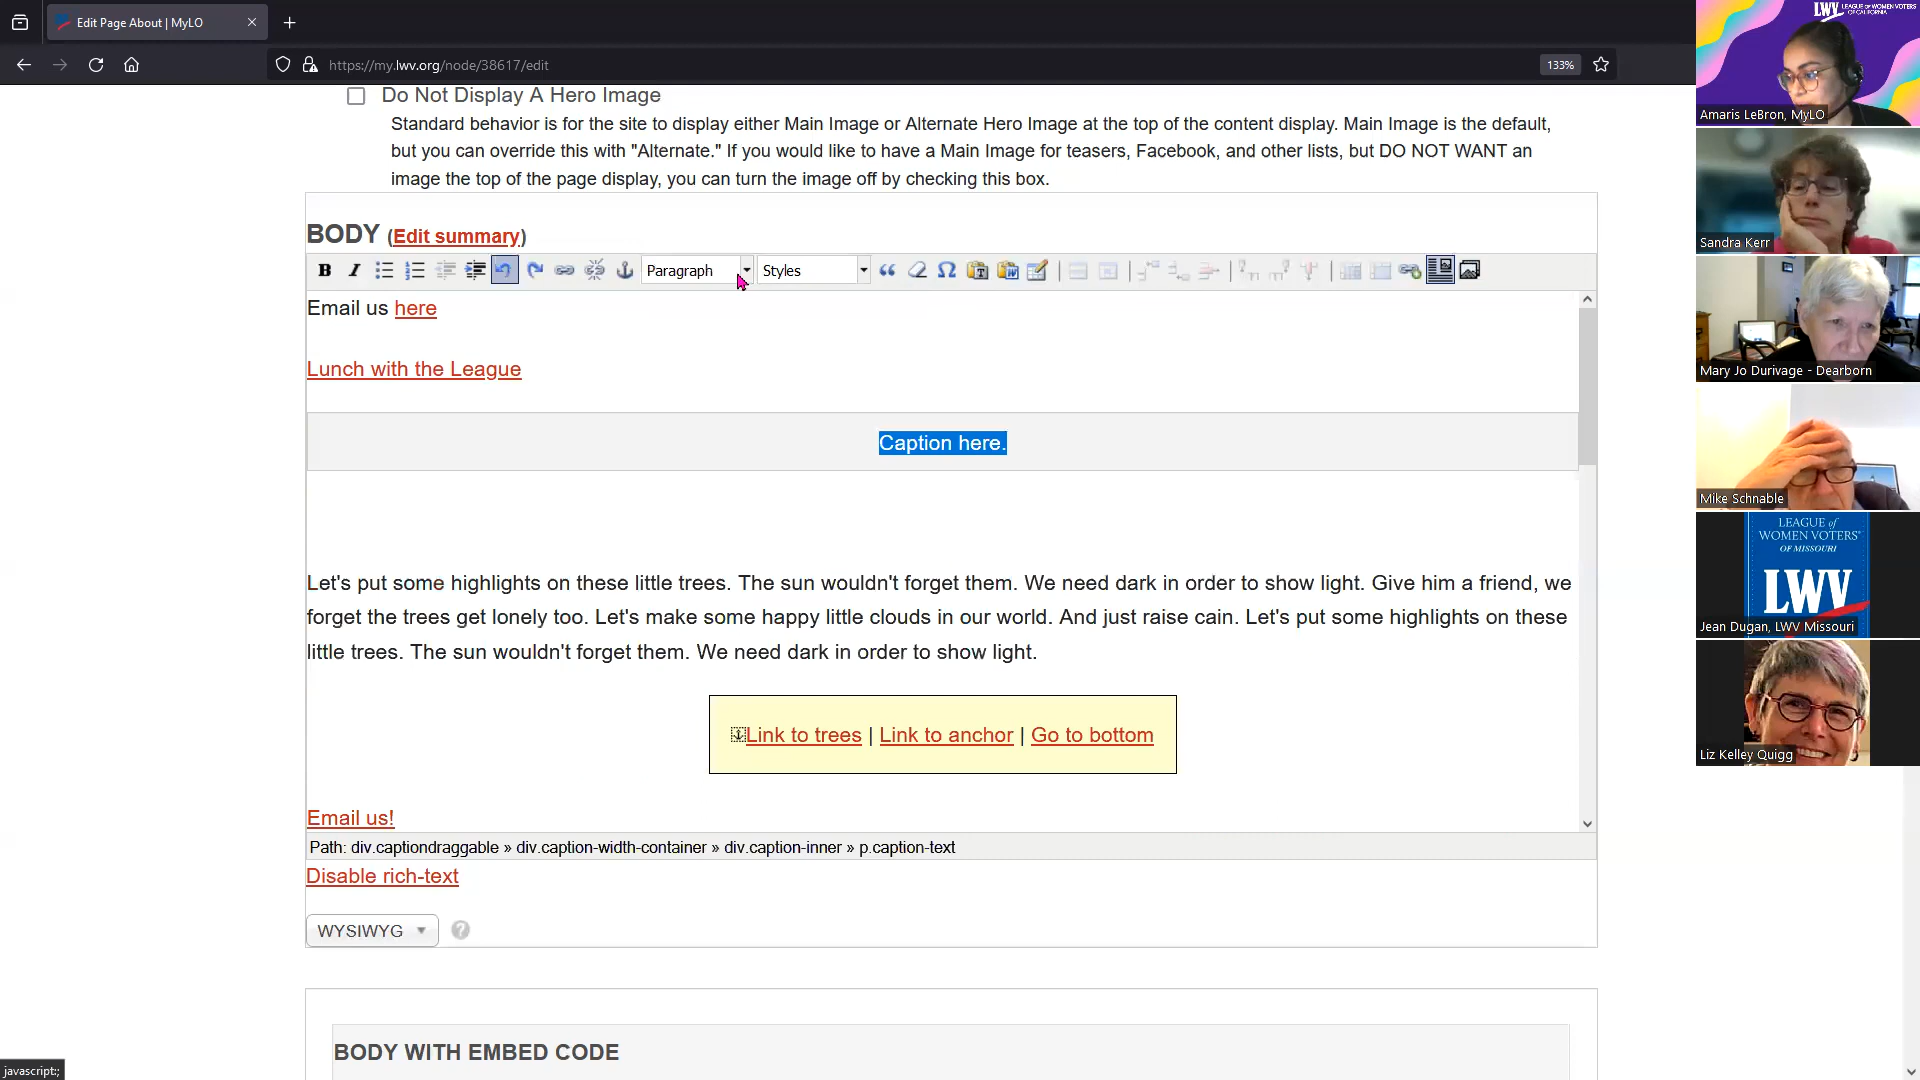 Edit Page About | MyLO
https://my.lwv.org/node/38617/edit
133%
Do Not Display A Hero Image
Standard behavior is for the site to display either Main Image or Alternate Hero Image at the top of the content display. Main Image is the default,
but you can override this with "Alternate." If you would like to have a Main Image for teasers, Facebook, and other lists, but DO NOT WANT an
image the top of the page display, you can turn the image off by checking this box.
BODY (Edit summary)
B I Paragraph Styles
Email us here
Lunch with the League
Caption here.
Let's put some highlights on these little trees. The sun wouldn't forget them. We need dark in order to show light. Give him a friend, we
forget the trees get lonely too. Let's make some happy little clouds in our world. And just raise cain. Let's put some highlights on these
little trees. The sun wouldn't forget them. We need dark in order to show light.
Link to trees | Link to anchor | Go to bottom
Email us!
Path: div.captiondraggable » div.caption-width-container » div.caption-inner » p.caption-text
Disable rich-text
WYSIWYG
BODY WITH EMBED CODE
javascript:;
LWV LEAGUE OF WOMEN VOTERS
OF CALIFORNIA
Amaris LeBron, MyLO
Sandra Kerr
Mary Jo Durivage - Dearborn
Mike Schnable
LEAGUE of
WOMEN VOTERS®
OF MISSOURI
LWV
Jean Dugan, LWV Missouri
Liz Kelley Quigg